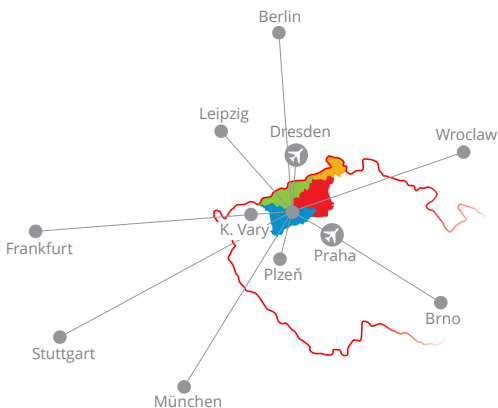 Berlin
Leipzig
Dresden
Wroclaw
K. Vary
Frankfurt
Praha
Plzeň
Brno
Stuttgart
München